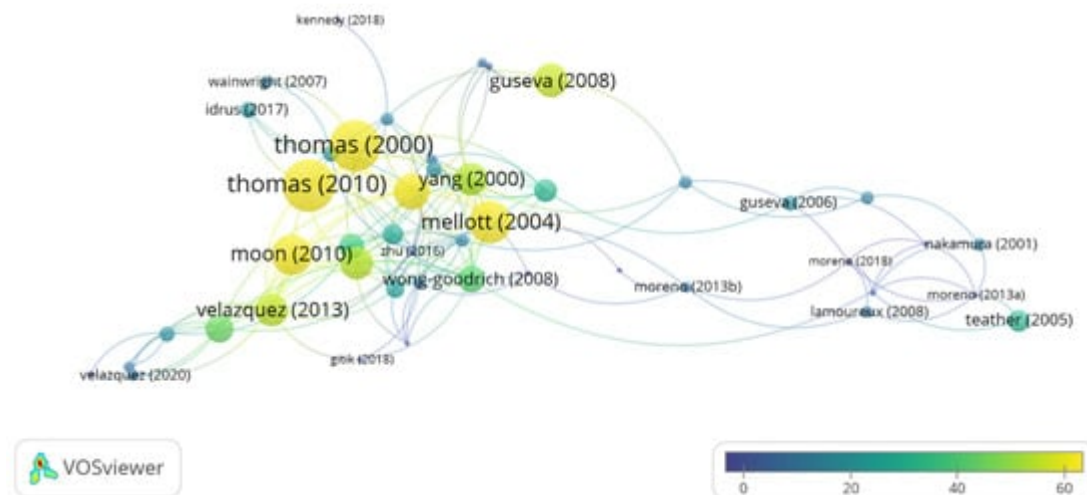 kennedy (2018)
wainwright (2007)
guseva (2008)
idrus (2017)
thomas (2000)
thomas (2010)
yang (2000)
guseva (2006)
mellott (2004)
moon (2010)
zhu (2016)
nakamura (2001)
moreno (2018)
wong-goodrich (2008)
moreno (2013b)
moreno (2013a)
velazquez (2013)
lamoureux (2008)
teather (2005)
gitik (2018)
velazquez (2020)
VOSviewer
0 20 40 60